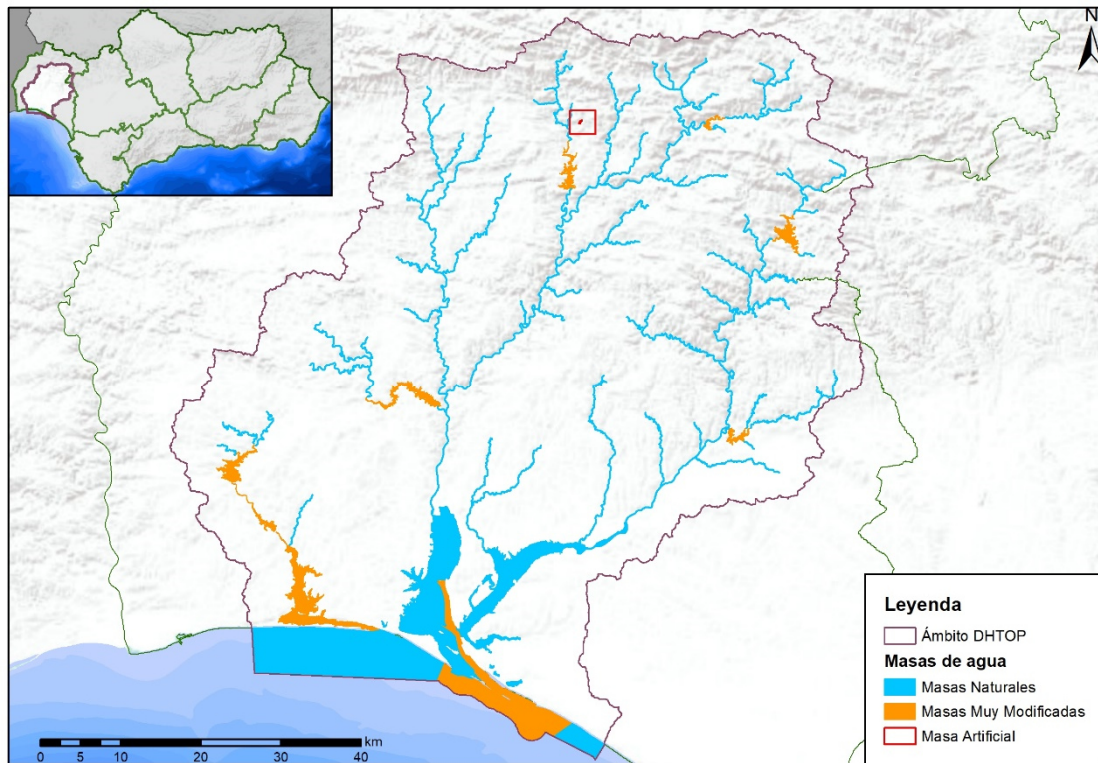 N
Leyenda
Ámbito DHTOP
Masas de agua
Masas Naturales
Masas Muy Modificadas
Masa Artificial
km
0 5 10 20 30 40